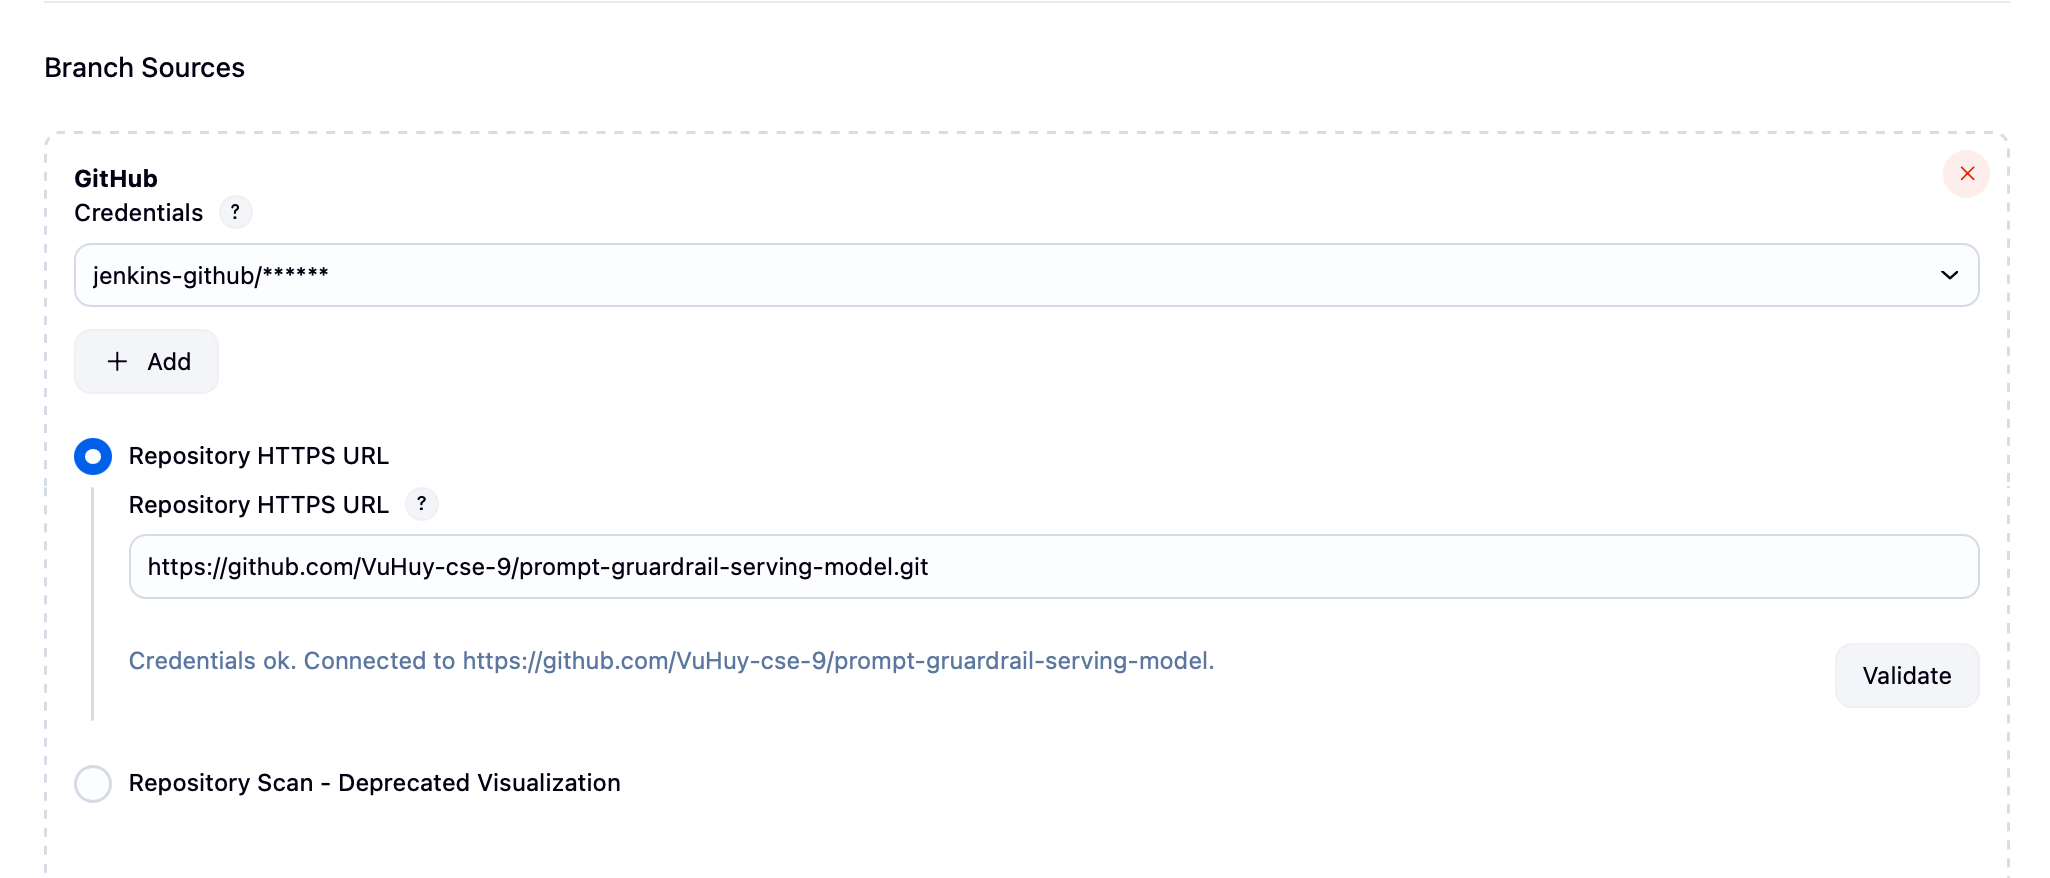 Branch Sources
GitHub
Credentials ?
jenkins-github/******
+ Add
Repository HTTPS URL
Repository HTTPS URL ?
https://github.com/VuHuy-cse-9/prompt-gruardrail-serving-model.git
Credentials ok. Connected to https://github.com/VuHuy-cse-9/prompt-gruardrail-serving-model.
Validate
Repository Scan - Deprecated Visualization